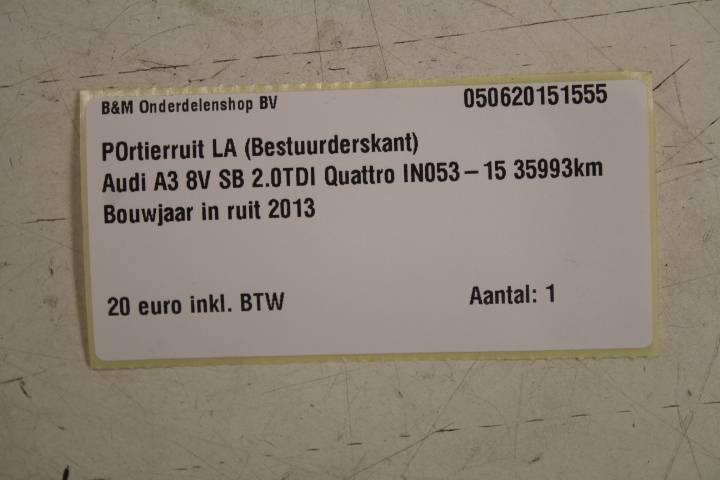 B&M Onderdelenshop BV 050620151555
POrtierruit LA (Bestuurderskant)
Audi A3 8V SB 2.0TDI Quattro IN053-15 35993km
Bouwjaar in ruit 2013
20 euro inkl. BTW Aantal: 1